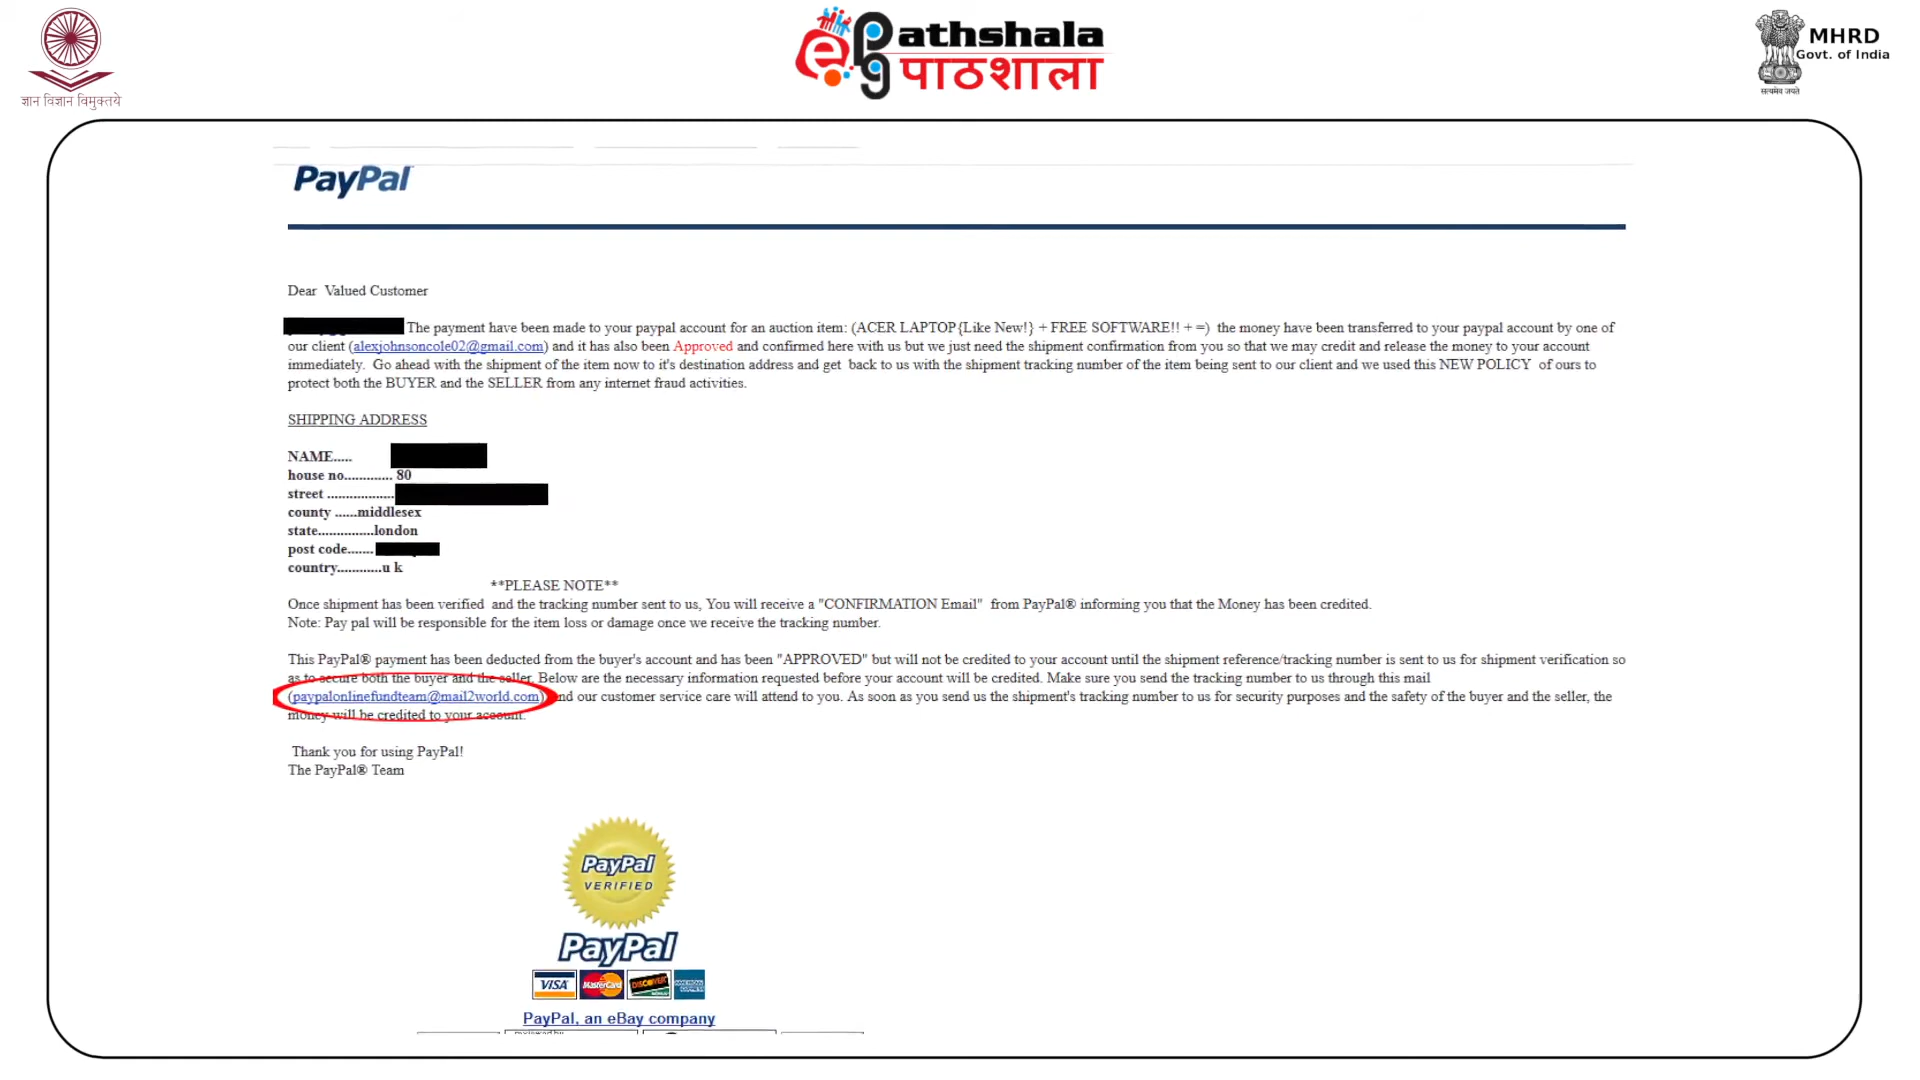 ज्ञान विज्ञान विमुक्तये
ePG Pathshala
पाठशाला
MHRD
Govt. of India
सत्यमेव जयते
PayPal
Dear  Valued Customer
The payment have been made to your paypal account for an auction item: (ACER LAPTOP{Like New!} + FREE SOFTWARE!! + =)  the money have been transferred to your paypal account by one of
our client (alexjohnsoncole02@gmail.com) and it has also been Approved and confirmed here with us but we just need the shipment confirmation from you so that we may credit and release the money to your account
immediately.  Go ahead with the shipment of the item now to it's destination address and get  back to us with the shipment tracking number of the item being sent to our client and we used this NEW POLICY  of ours to
protect both the BUYER and the SELLER from any internet fraud activities.
SHIPPING ADDRESS
NAME.....
house no............. 80
street ..................
county ......middlesex
state...............london
post code.......
country............u k
**PLEASE NOTE**
Once shipment has been verified  and the tracking number sent to us, You will receive a "CONFIRMATION Email"  from PayPal® informing you that the Money has been credited.
Note: Pay pal will be responsible for the item loss or damage once we receive the tracking number.
This PayPal® payment has been deducted from the buyer's account and has been "APPROVED" but will not be credited to your account until the shipment reference/tracking number is sent to us for shipment verification so
as to secure both the buyer and the seller. Below are the necessary information requested before your account will be credited. Make sure you send the tracking number to us through this mail
(paypalonlinefundteam@mail2world.com) and our customer service care will attend to you. As soon as you send us the shipment's tracking number to us for security purposes and the safety of the buyer and the seller, the
money will be credited to your account.
Thank you for using PayPal!
The PayPal® Team
PayPal
VERIFIED
PayPal
VISA MasterCard DISCOVER AMERICAN EXPRESS
PayPal, an eBay company